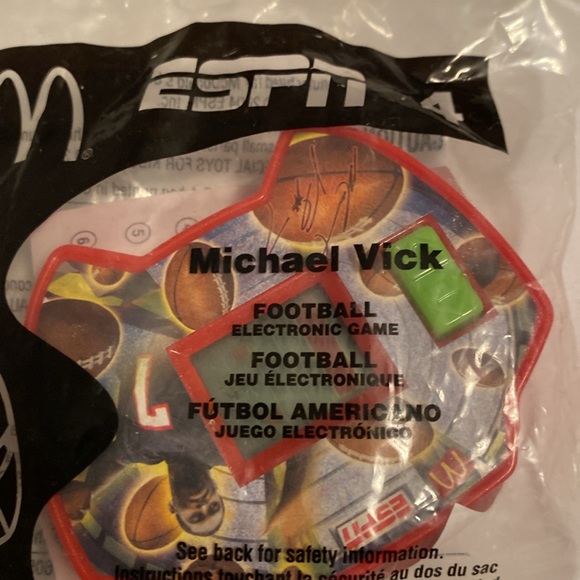 ESPN 4
Michael Vick
FOOTBALL
ELECTRONIC GAME
FOOTBALL
JEU ÉLECTRONIQUE
FÚTBOL AMERICANO
JUEGO ELECTRÓNICO
7
ESPN
See back for safety information.
Instructions touchant la sécurité au dos du sac